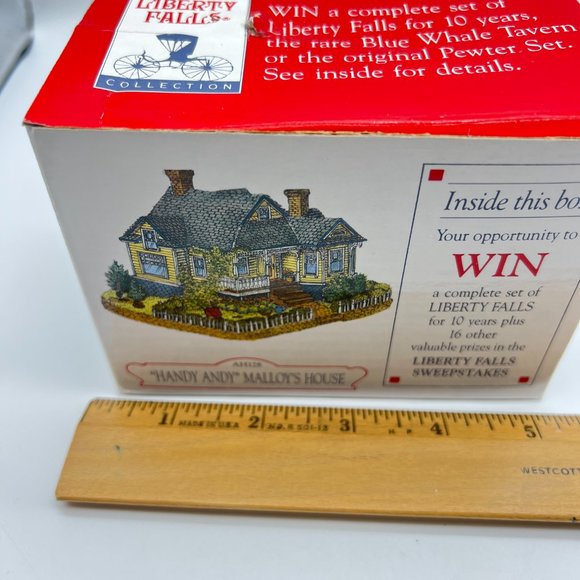 LIBERTY
FALLS®
COLLECTION
WIN a complete set of
Liberty Falls for 10 years,
the rare Blue Whale Tavern
or the original Pewter Set.
See inside for details.
Inside this bo
Your opportunity to
WIN
a complete set of
LIBERTY FALLS
for 10 years plus
16 other
valuable prizes in the
LIBERTY FALLS
SWEEPSTAKES
AH128
"HANDY ANDY" MALLOY'S HOUSE
1 2 3 4 5
MADE IN U.S.A.
WESTCOTT